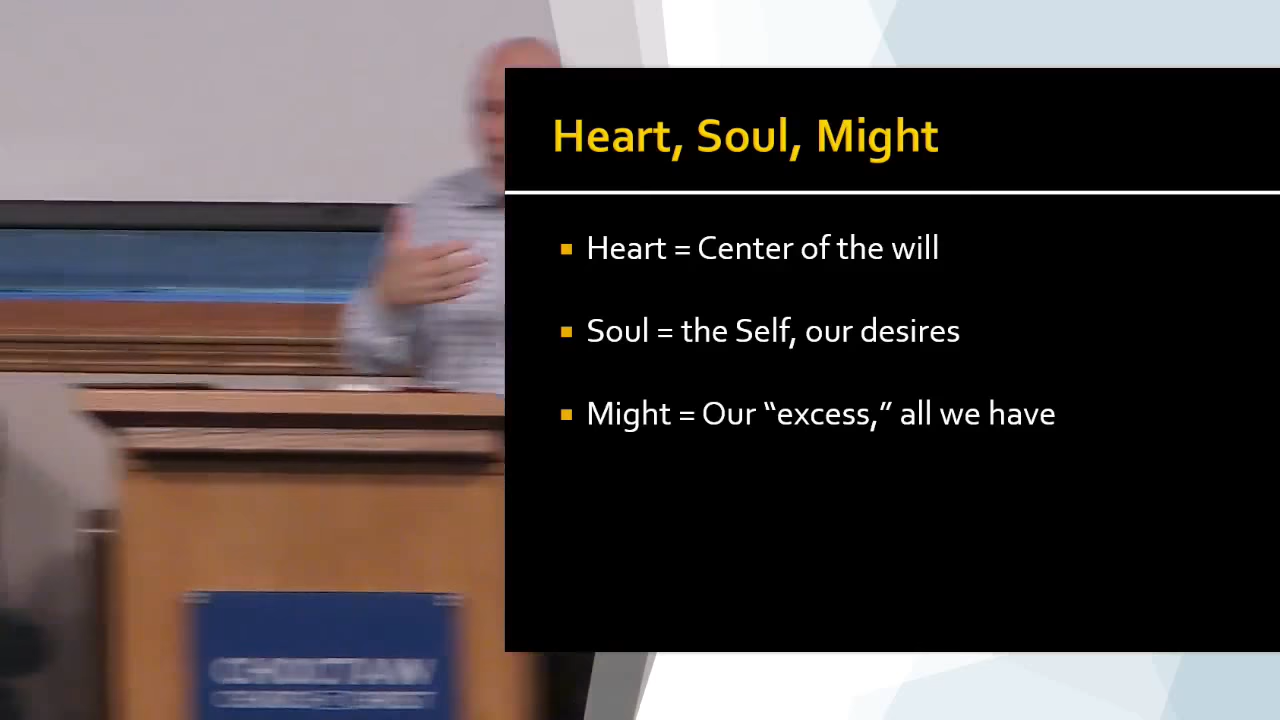 Heart, Soul, Might
Heart = Center of the will
Soul = the Self, our desires
Might = Our “excess,” all we have